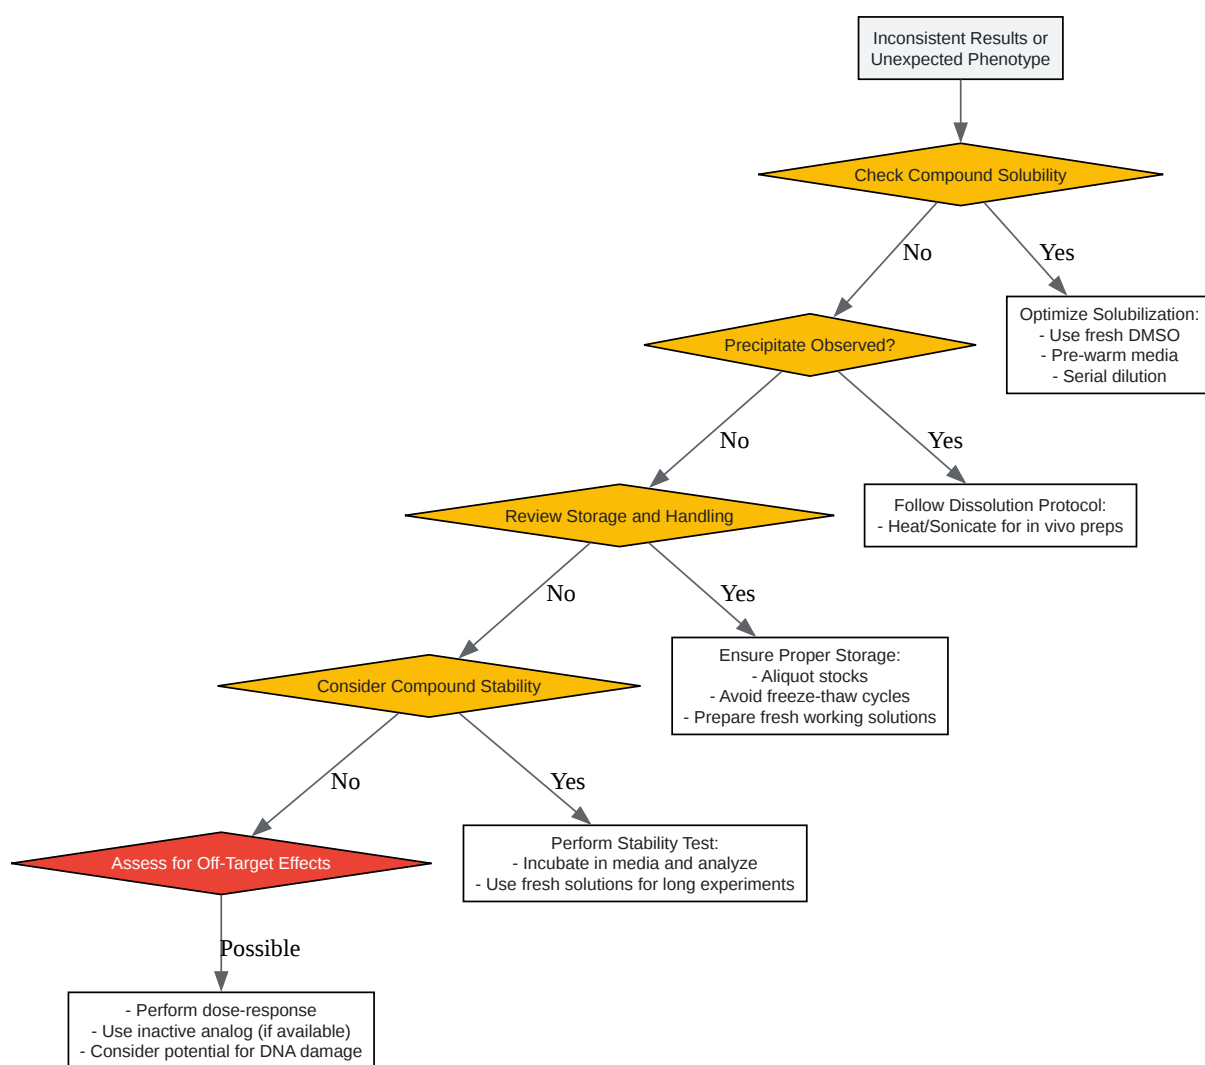 Inconsistent Results or
Unexpected Phenotype
Check Compound Solubility
No
Yes
Optimize Solubilization:
- Use fresh DMSO
- Pre-warm media
- Serial dilution
Precipitate Observed?
No
Yes
Follow Dissolution Protocol:
- Heat/Sonicate for in vivo preps
Review Storage and Handling
No
Yes
Ensure Proper Storage:
- Aliquot stocks
- Avoid freeze-thaw cycles
- Prepare fresh working solutions
Consider Compound Stability
No
Yes
Perform Stability Test:
- Incubate in media and analyze
- Use fresh solutions for long experiments
Assess for Off-Target Effects
Possible
- Perform dose-response
- Use inactive analog (if available)
- Consider potential for DNA damage